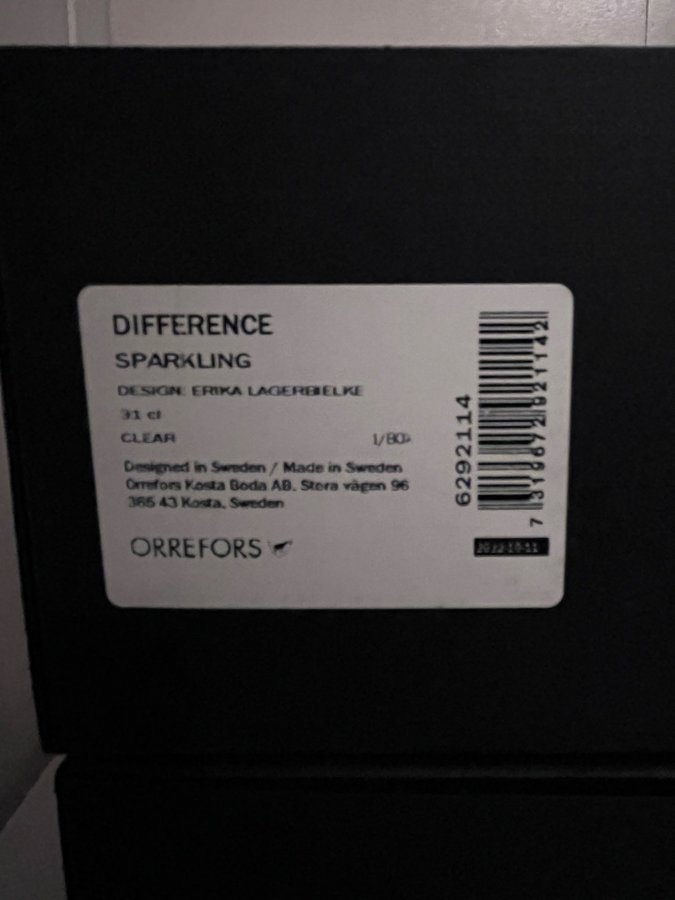 DIFFERENCE
SPARKLING
DESIGN: ERIKA LAGERBIELKE
31 cl
CLEAR
Designed in Sweden / Made in Sweden
Orrefors Kosta Boda AB, Stora vägen 96
365 43 Kosta, Sweden
ORREFORS
6292114
7319672921142